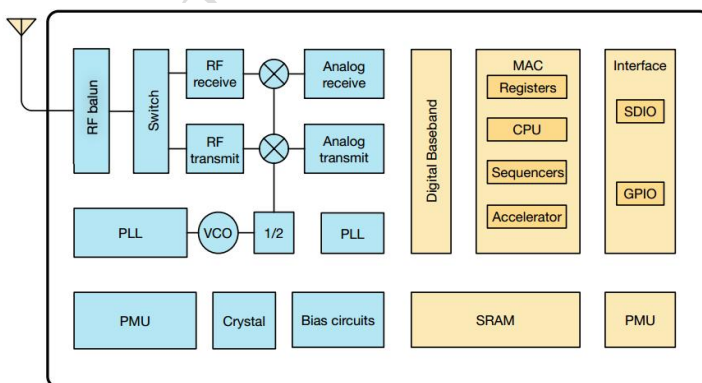 RF balun
Switch
RF
receive
Analog
receive
RF
transmit
Analog
transmit
PLL
VCO
1/2
PLL
PMU
Crystal
Bias circuits
Digital Baseband
MAC
Registers
CPU
Sequencers
Accelerator
Interface
SDIO
GPIO
SRAM
PMU